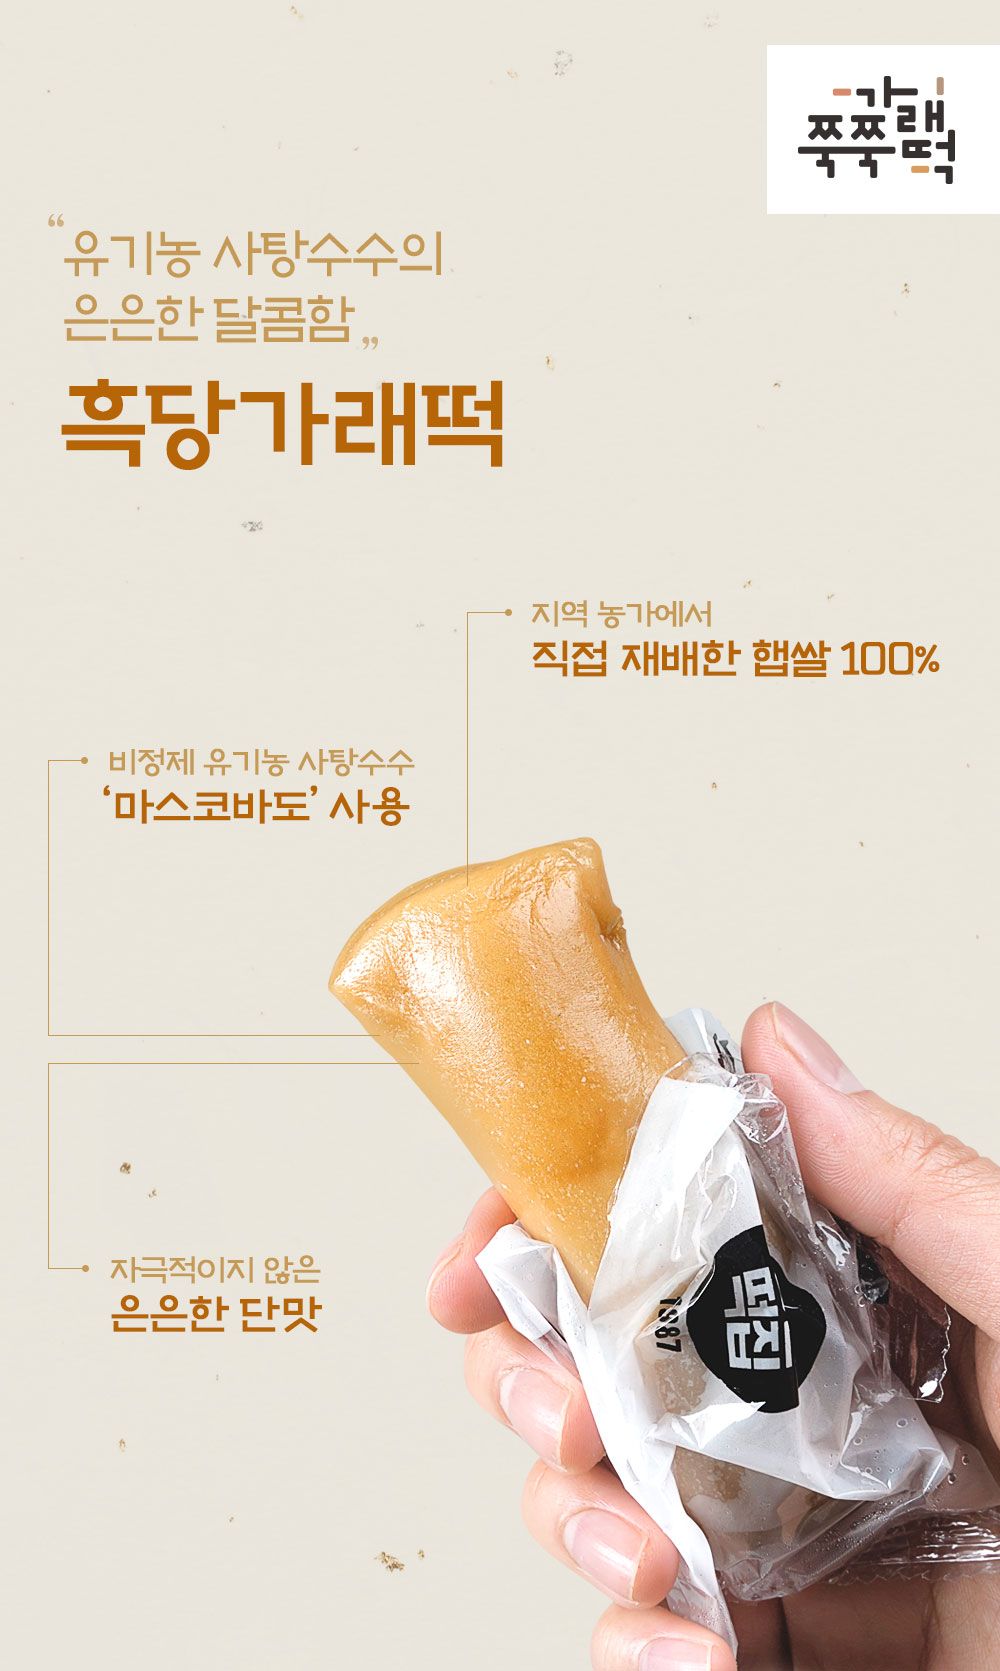 쭉쭉가래떡
“유기농 사탕수수의
은은한 달콤함”
흑당가래떡
지역 농가에서
직접 재배한 햅쌀 100%
비정제 유기농 사탕수수
‘마스코바도’ 사용
자극적이지 않은
은은한 단맛
떡집
1987